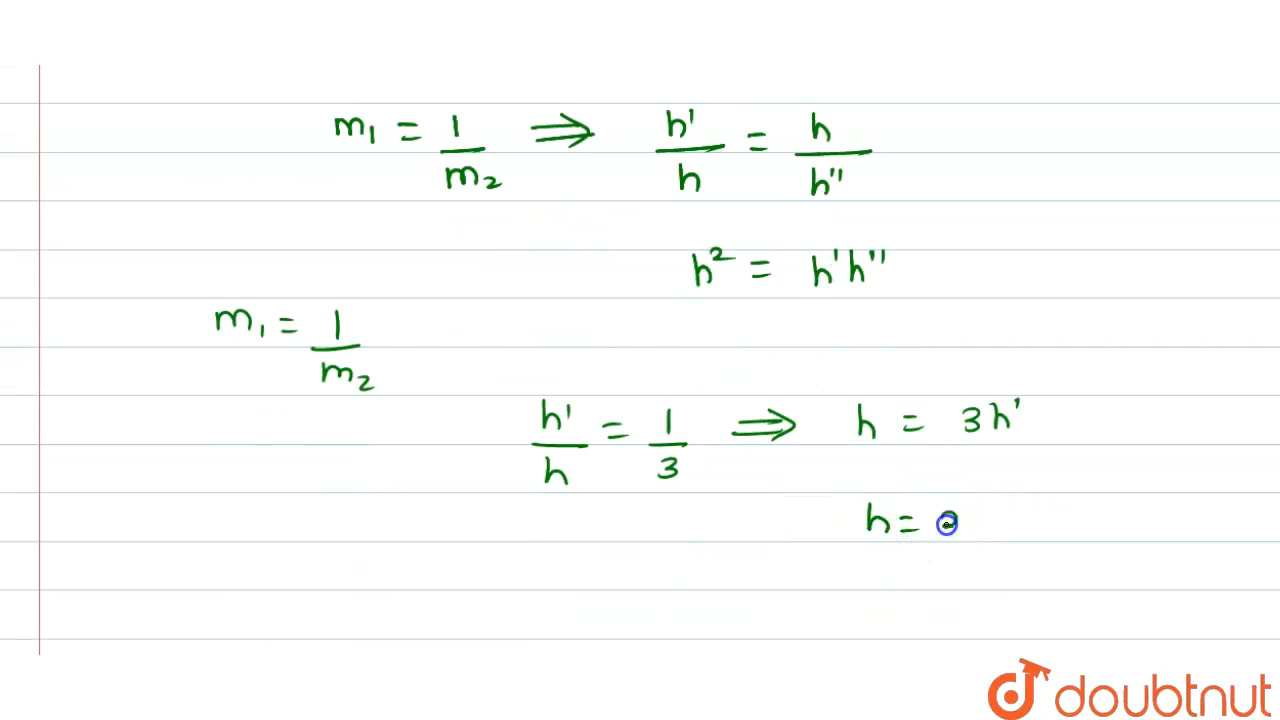 m₁ = 1/m₂ ⇒ h'/h = h/h''
h² = h'h''
m₁ = 1/m₂
h'/h = 1/3 ⇒ h = 3h'
h =
doubtnut